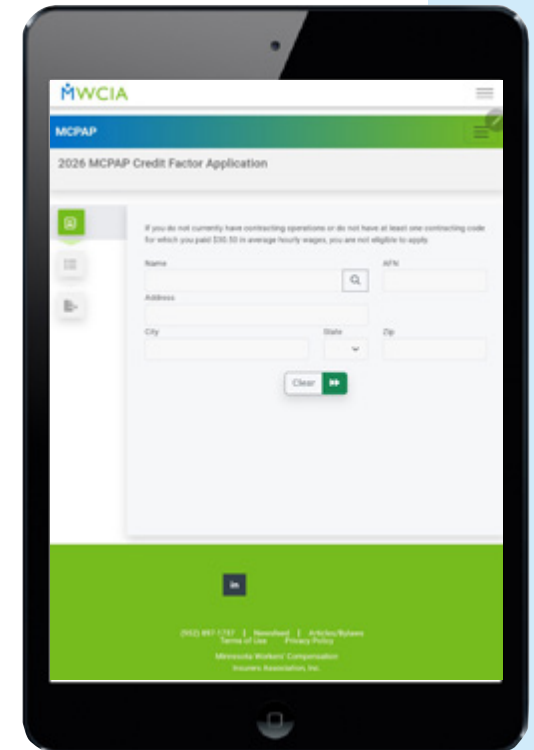 MWCIA
MCPAP
2026 MCPAP Credit Factor Application
If you do not currently have contracting operations or do not have at least one contracting code
for which you paid $30.50 in average hourly wages, you are not eligible to apply.
Name
AFN
Address
City
State
Zip
Clear
in
(952) 897-1737 | Newsfeed | Articles/Bylaws
Terms of Use Privacy Policy
Minnesota Workers' Compensation
Insurers Association, Inc.